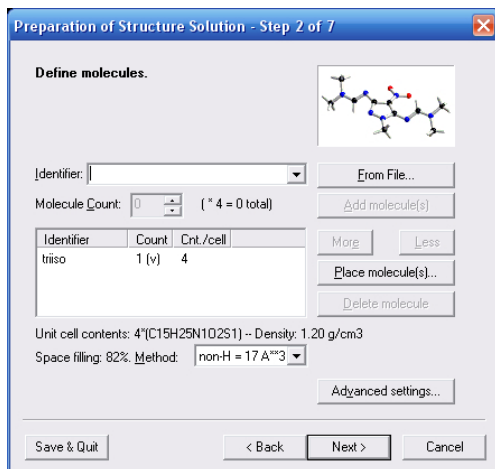 Preparation of Structure Solution - Step 2 of 7
Define molecules.
Identifier:
From File...
Molecule Count: 0 ( * 4 = 0 total)
Add molecule(s)
Identifier Count Cnt./cell
More Less
triiso 1 (v) 4
Place molecule(s)...
Delete molecule
Unit cell contents: 4*(C15H25N1O2S1) -- Density: 1.20 g/cm3
Space filling: 82%. Method: non-H = 17 A**3
Advanced settings...
Save & Quit < Back Next > Cancel